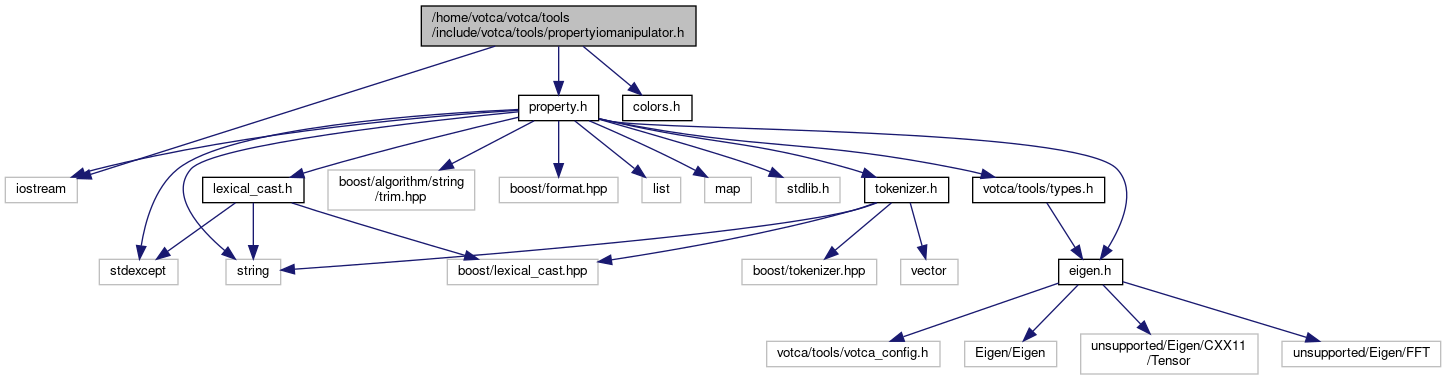 /home/votca/votca/tools
/include/votca/tools/propertyiomanipulator.h
property.h
colors.h
iostream
lexical_cast.h
boost/algorithm/string
/trim.hpp
boost/format.hpp
list
map
stdlib.h
tokenizer.h
votca/tools/types.h
stdexcept
string
boost/lexical_cast.hpp
boost/tokenizer.hpp
vector
eigen.h
votca/tools/votca_config.h
Eigen/Eigen
unsupported/Eigen/CXX11
/Tensor
unsupported/Eigen/FFT